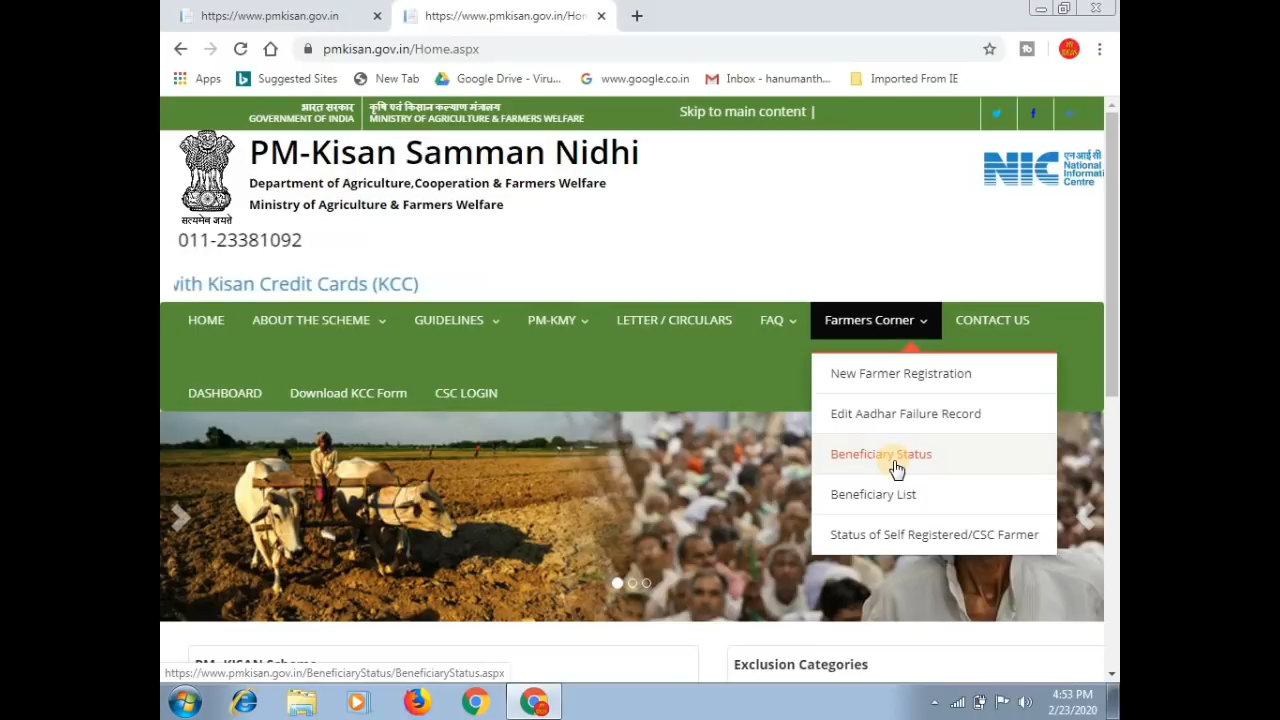 https://www.pmkisan.gov.in
https://www.pmkisan.gov.in/Hom
pmkisan.gov.in/Home.aspx
Apps
Suggested Sites
New Tab
Google Drive - Viru...
www.google.co.in
Inbox - hanumanth...
Imported From IE
भारत सरकार
GOVERNMENT OF INDIA
कृषि एवं किसान कल्याण मंत्रालय
MINISTRY OF AGRICULTURE & FARMERS WELFARE
Skip to main content |
PM-Kisan Samman Nidhi
Department of Agriculture,Cooperation & Farmers Welfare
Ministry of Agriculture & Farmers Welfare
सत्यमेव जयते
NIC
एन आई सी
National
Informati
Centre
011-23381092
with Kisan Credit Cards (KCC)
HOME
ABOUT THE SCHEME
GUIDELINES
PM-KMY
LETTER / CIRCULARS
FAQ
Farmers Corner
CONTACT US
DASHBOARD
Download KCC Form
CSC LOGIN
New Farmer Registration
Edit Aadhar Failure Record
Beneficiary Status
Beneficiary List
Status of Self Registered/CSC Farmer
PM-KISAN Scheme
Exclusion Categories
https://www.pmkisan.gov.in/BeneficiaryStatus/BeneficiaryStatus.aspx
4:53 PM
2/23/2020